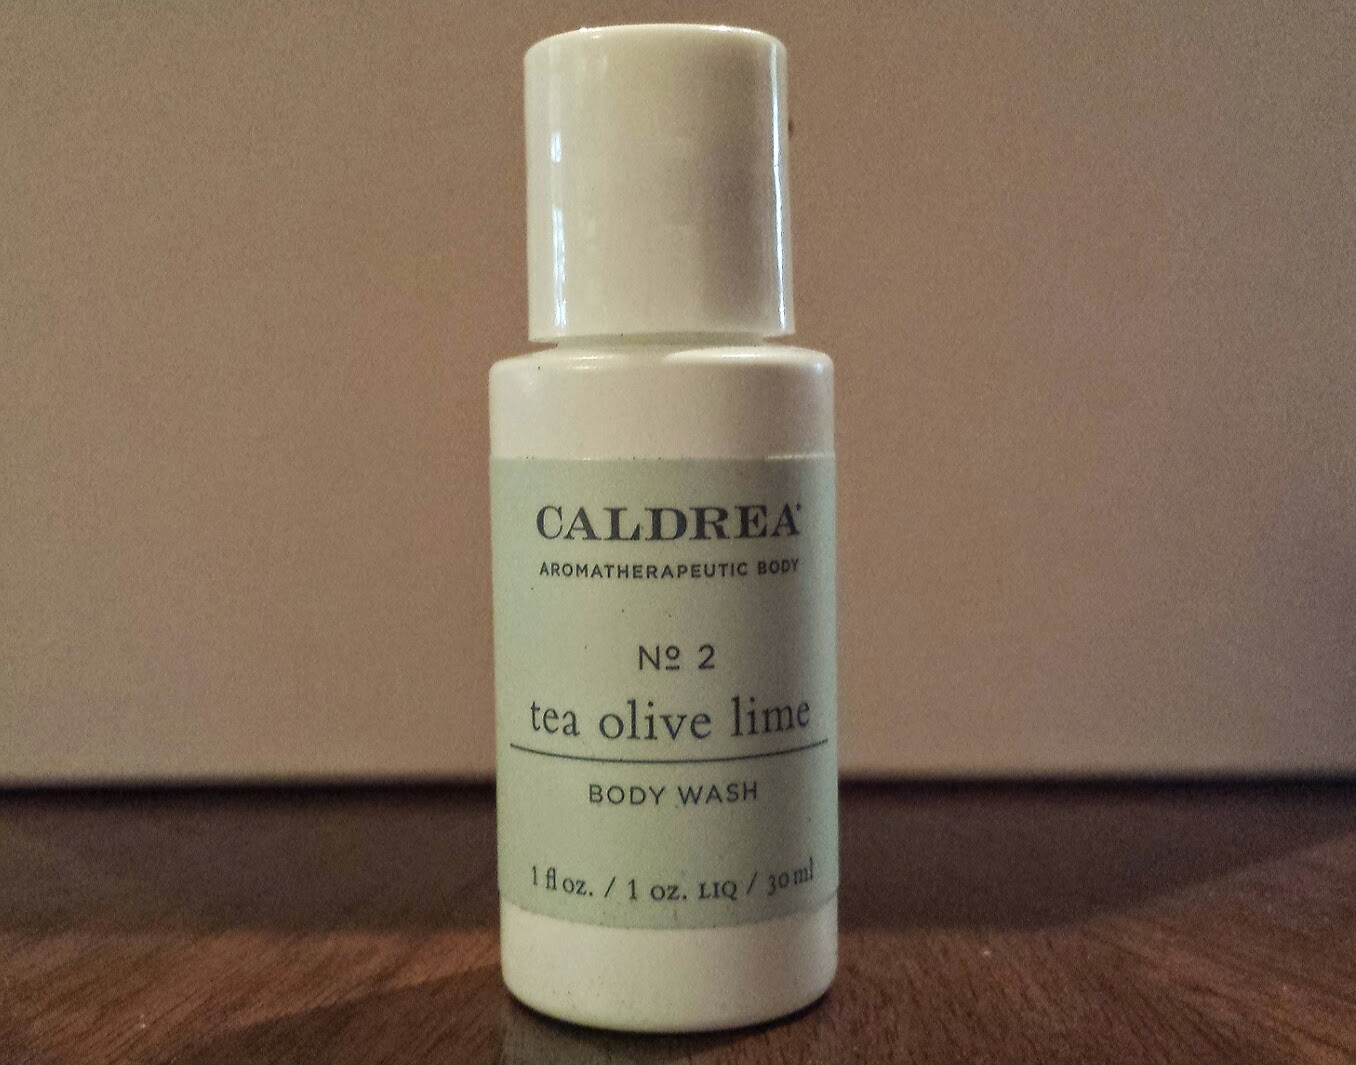 CALDREA
AROMATHERAPEUTIC BODY
Nº 2
tea olive lime
BODY WASH
1 fl oz. / 1 oz. LIQ / 30 ml